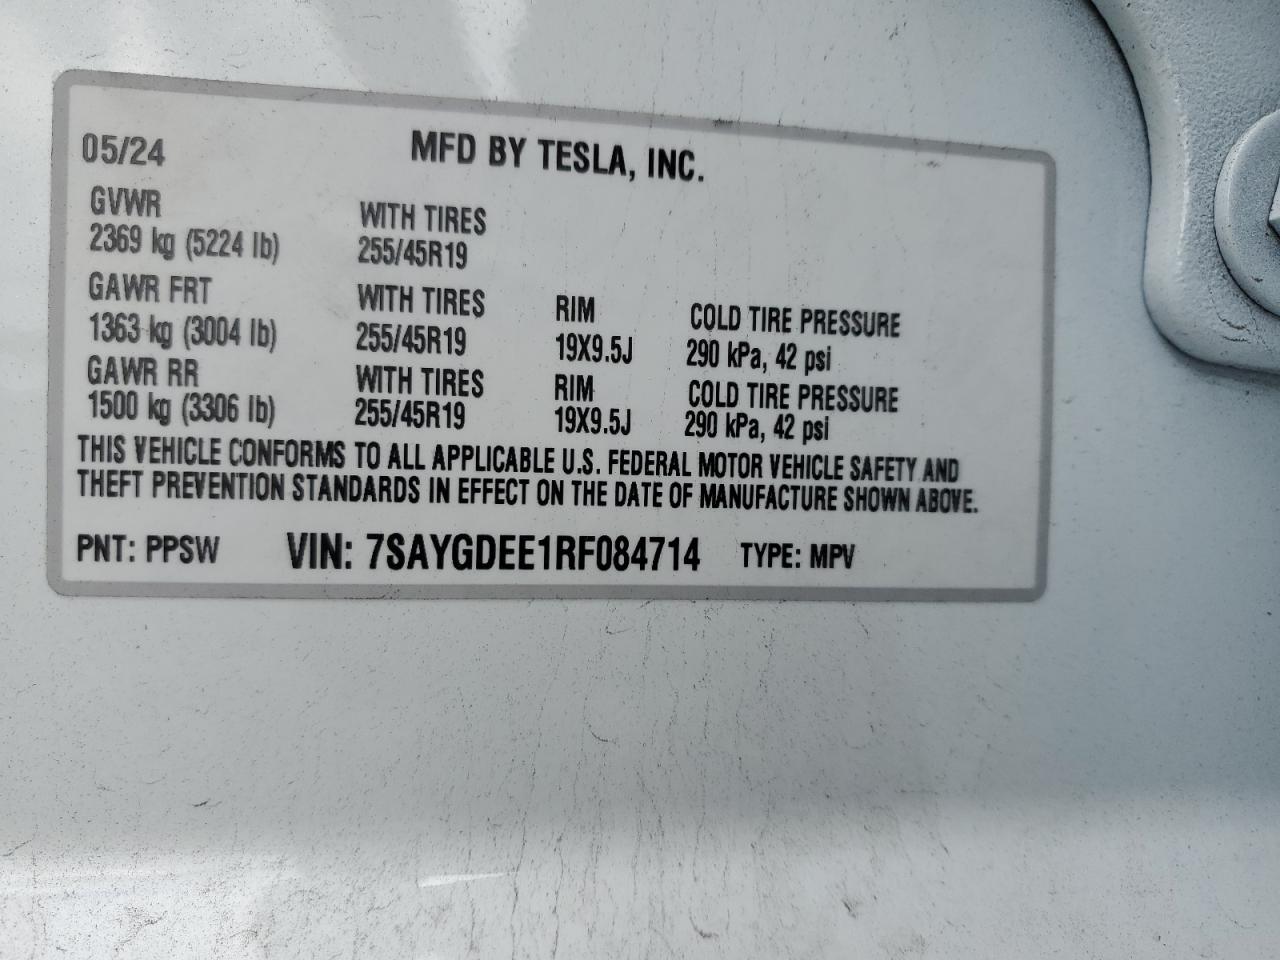 05/24 MFD BY TESLA, INC.
GVWR WITH TIRES
2369 kg (5224 lb) 255/45R19
GAWR FRT WITH TIRES RIM COLD TIRE PRESSURE
1363 kg (3004 lb) 255/45R19 19X9.5J 290 kPa, 42 psi
GAWR RR WITH TIRES RIM COLD TIRE PRESSURE
1500 kg (3306 lb) 255/45R19 19X9.5J 290 kPa, 42 psi
THIS VEHICLE CONFORMS TO ALL APPLICABLE U.S. FEDERAL MOTOR VEHICLE SAFETY AND
THEFT PREVENTION STANDARDS IN EFFECT ON THE DATE OF MANUFACTURE SHOWN ABOVE.
PNT: PPSW VIN: 7SAYGDEE1RF084714 TYPE: MPV